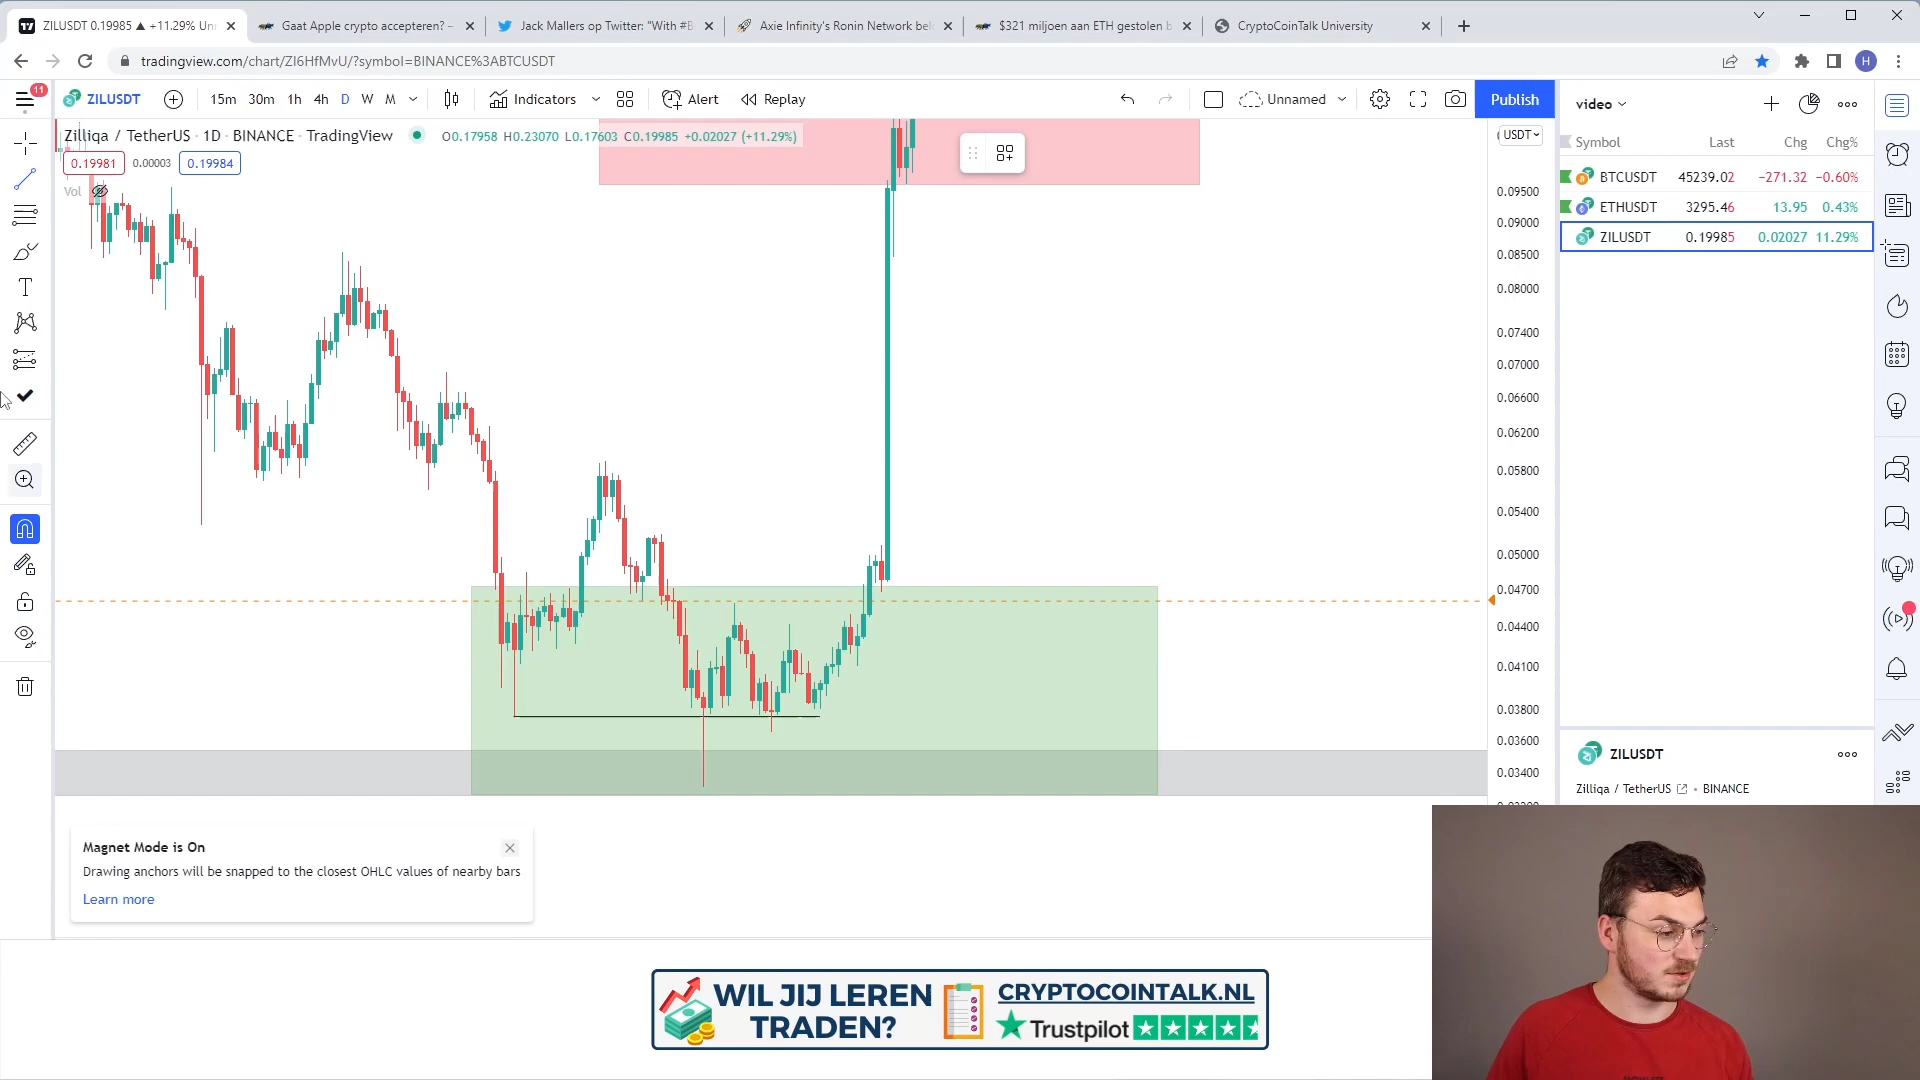 ZILUSDT 0.19985 ▲ +11.29% Unn
Gaat Apple crypto accepteren? –
Jack Mallers op Twitter: "With #B
Axie Infinity's Ronin Network bel
$321 miljoen aan ETH gestolen b
CryptoCoinTalk University
tradingview.com/chart/ZI6HfMvU/?symbol=BINANCE%3ABTCUSDT
H
11
ZILUSDT
15m 30m 1h 4h D W M
Indicators
Alert
Replay
Unnamed
Publish
video
Zilliqa / TetherUS · 1D · BINANCE · TradingView
O0.17958 H0.23070 L0.17603 C0.19985 +0.02027 (+11.29%)
USDT
0.19981 0.00003 0.19984
Vol
Symbol Last Chg Chg%
BTCUSDT 45239.02 −271.32 −0.60%
ETHUSDT 3295.46 13.95 0.43%
ZILUSDT 0.19985 0.02027 11.29%
0.09500
0.09000
0.08500
0.08000
0.07400
0.07000
0.06600
0.06200
0.05800
0.05400
0.05000
0.04700
0.04400
0.04100
0.03800
0.03600
0.03400
ZILUSDT
Zilliqa / TetherUS • BINANCE
Magnet Mode is On
Drawing anchors will be snapped to the closest OHLC values of nearby bars
Learn more
WIL JIJ LEREN
TRADEN?
CRYPTOCOINTALK.NL
Trustpilot